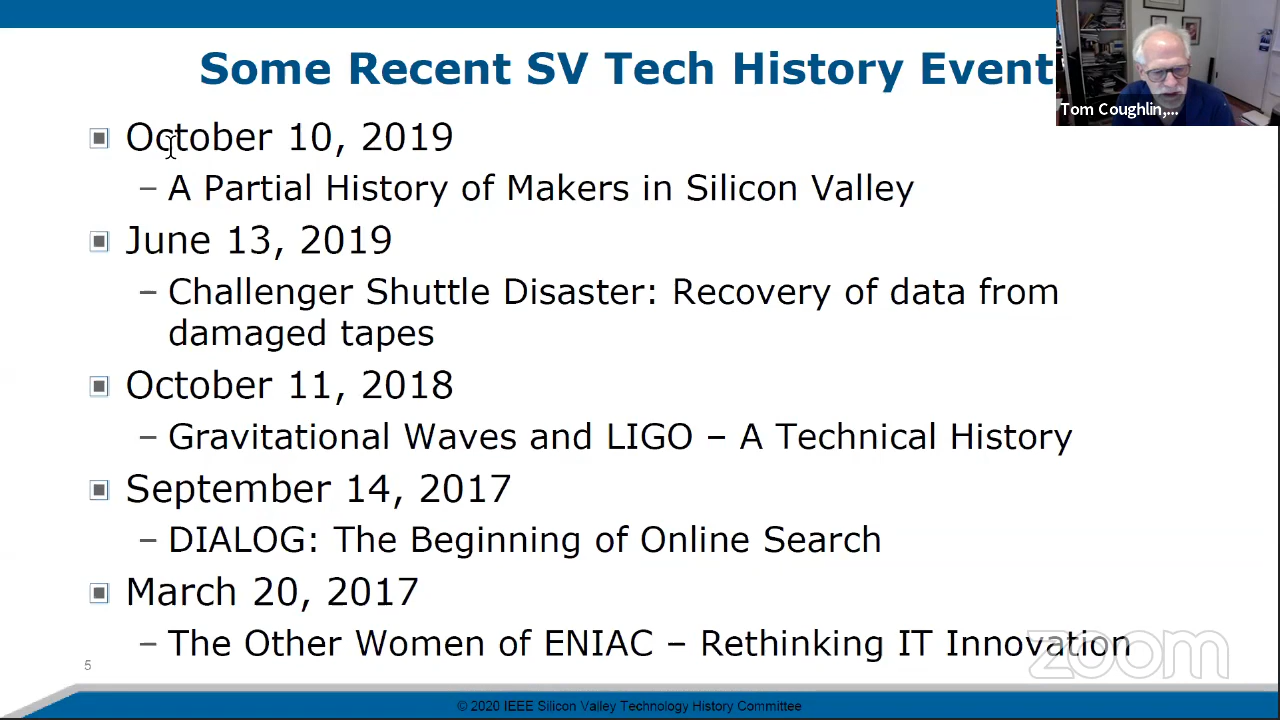 Some Recent SV Tech History Event
Tom Coughlin,...
October 10, 2019
– A Partial History of Makers in Silicon Valley
June 13, 2019
– Challenger Shuttle Disaster: Recovery of data from
damaged tapes
October 11, 2018
– Gravitational Waves and LIGO – A Technical History
September 14, 2017
– DIALOG: The Beginning of Online Search
March 20, 2017
– The Other Women of ENIAC – Rethinking IT Innovation
zoom
5
© 2020 IEEE Silicon Valley Technology History Committee